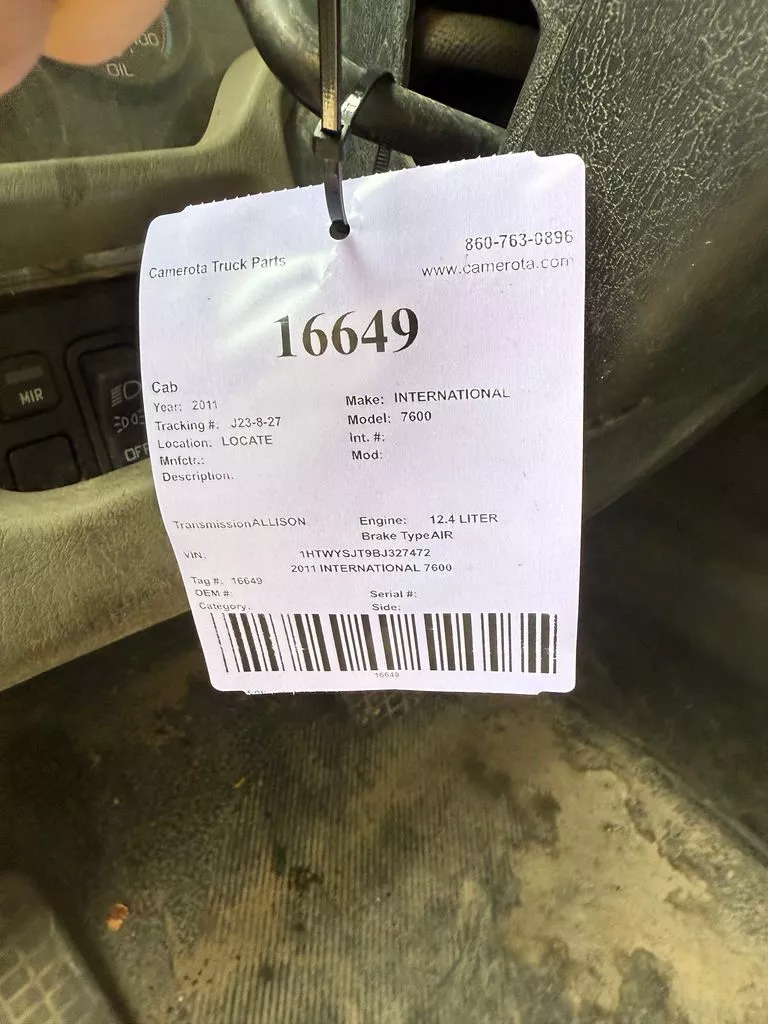 OIL
860-763-0896
Camerota Truck Parts
www.camerota.com
16649
Cab
Year: 2011
Make: INTERNATIONAL
Tracking #: J23-8-27
Model: 7600
Location: LOCATE
Int. #:
Mnfctr.:
Mod:
Description:
TransmissionALLISON
Engine: 12.4 LITER
Brake TypeAIR
VIN: 1HTWYSJT9BJ327472
2011 INTERNATIONAL 7600
Tag #: 16649
OEM #:
Serial #:
Category:
Side:
16649
MIR
OFF